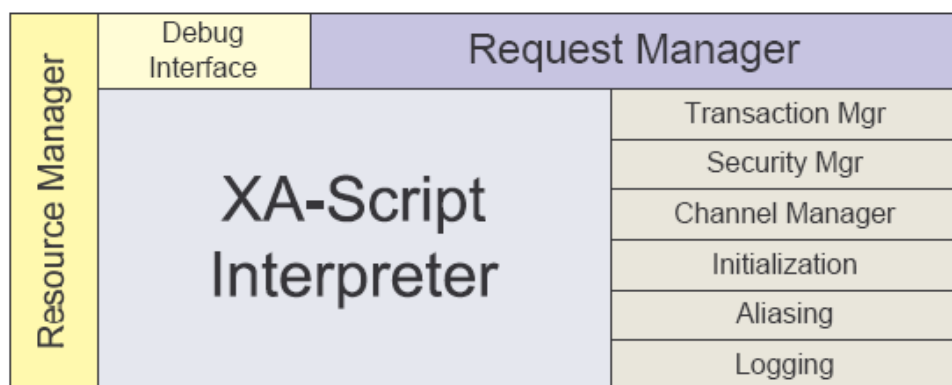 Resource Manager
Debug
Interface
Request Manager
XA-Script
Interpreter
Transaction Mgr
Security Mgr
Channel Manager
Initialization
Aliasing
Logging